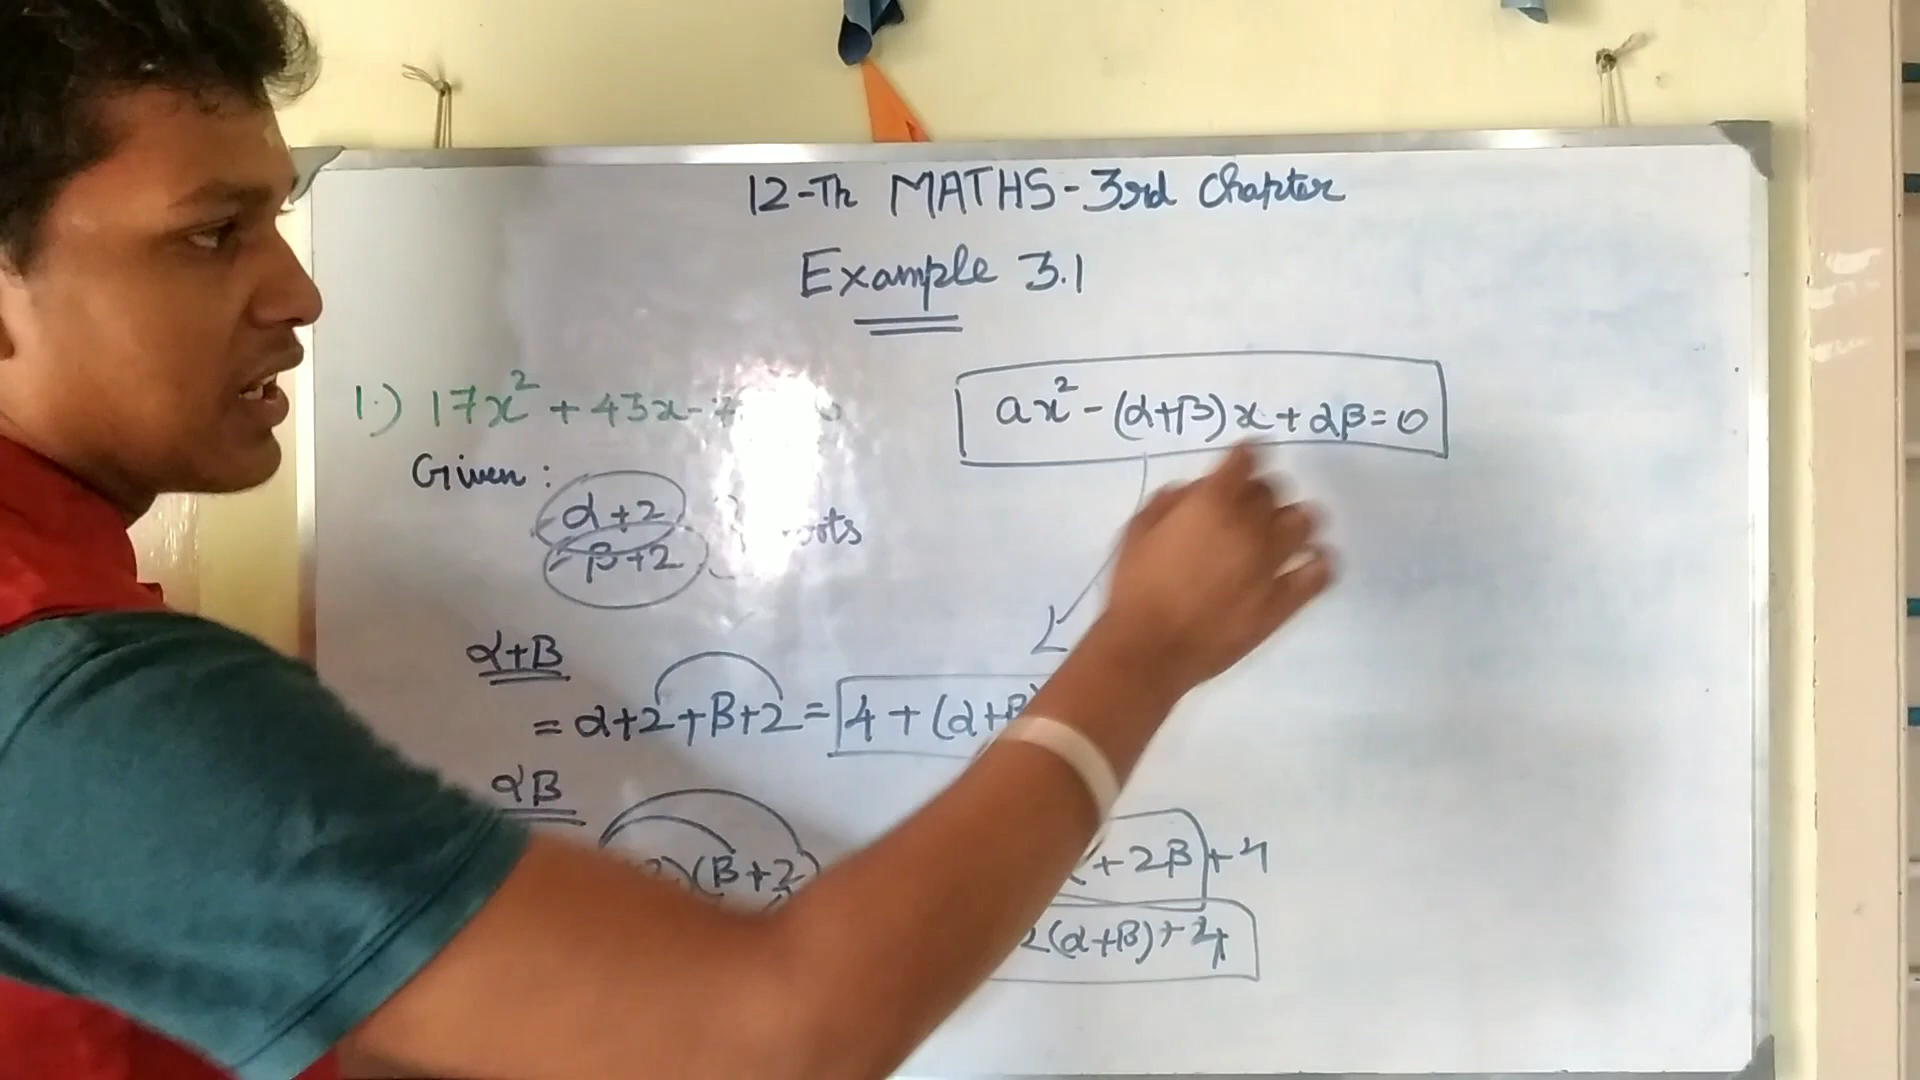 12-Th MATHS-3rd Chapter
Example 3.1
1.) 17x² + 43x-
ax² - (α+β)x + αβ = 0
Given :
α+2
β+2
α+β
= α+2+β+2 = 4 + (α+β
αβ
(β+2)
+2β+4
2(α+β)+4